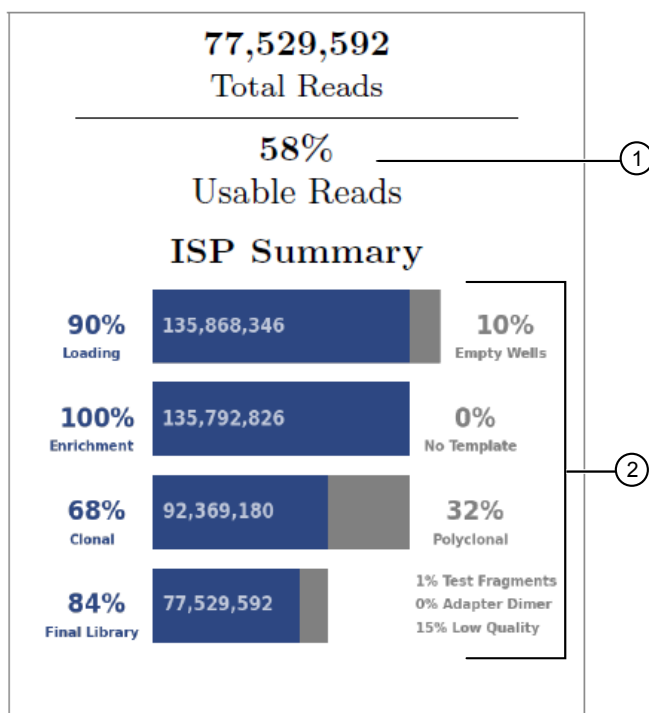 77,529,592
Total Reads
58%
1
Usable Reads
ISP Summary
90%
Loading
135,868,346
10%
Empty Wells
100%
Enrichment
135,792,826
0%
No Template
2
68%
Clonal
92,369,180
32%
Polyclonal
84%
Final Library
77,529,592
1% Test Fragments
0% Adapter Dimer
15% Low Quality